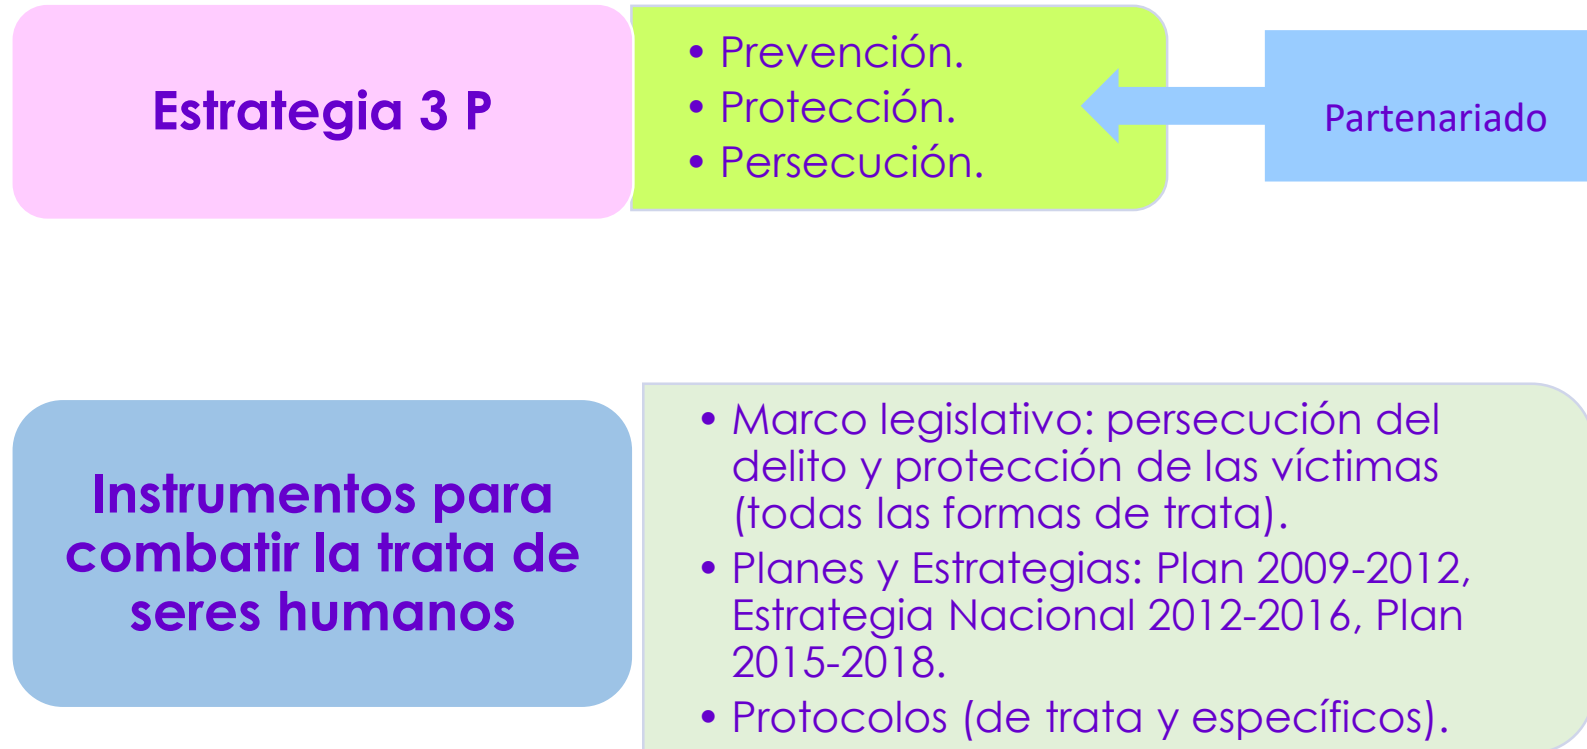 Estrategia 3 P
• Prevención.
• Protección.
• Persecución.
Partenariado
Instrumentos para
combatir la trata de
seres humanos
• Marco legislativo: persecución del
delito y protección de las víctimas
(todas las formas de trata).
• Planes y Estrategias: Plan 2009-2012,
Estrategia Nacional 2012-2016, Plan
2015-2018.
• Protocolos (de trata y específicos).